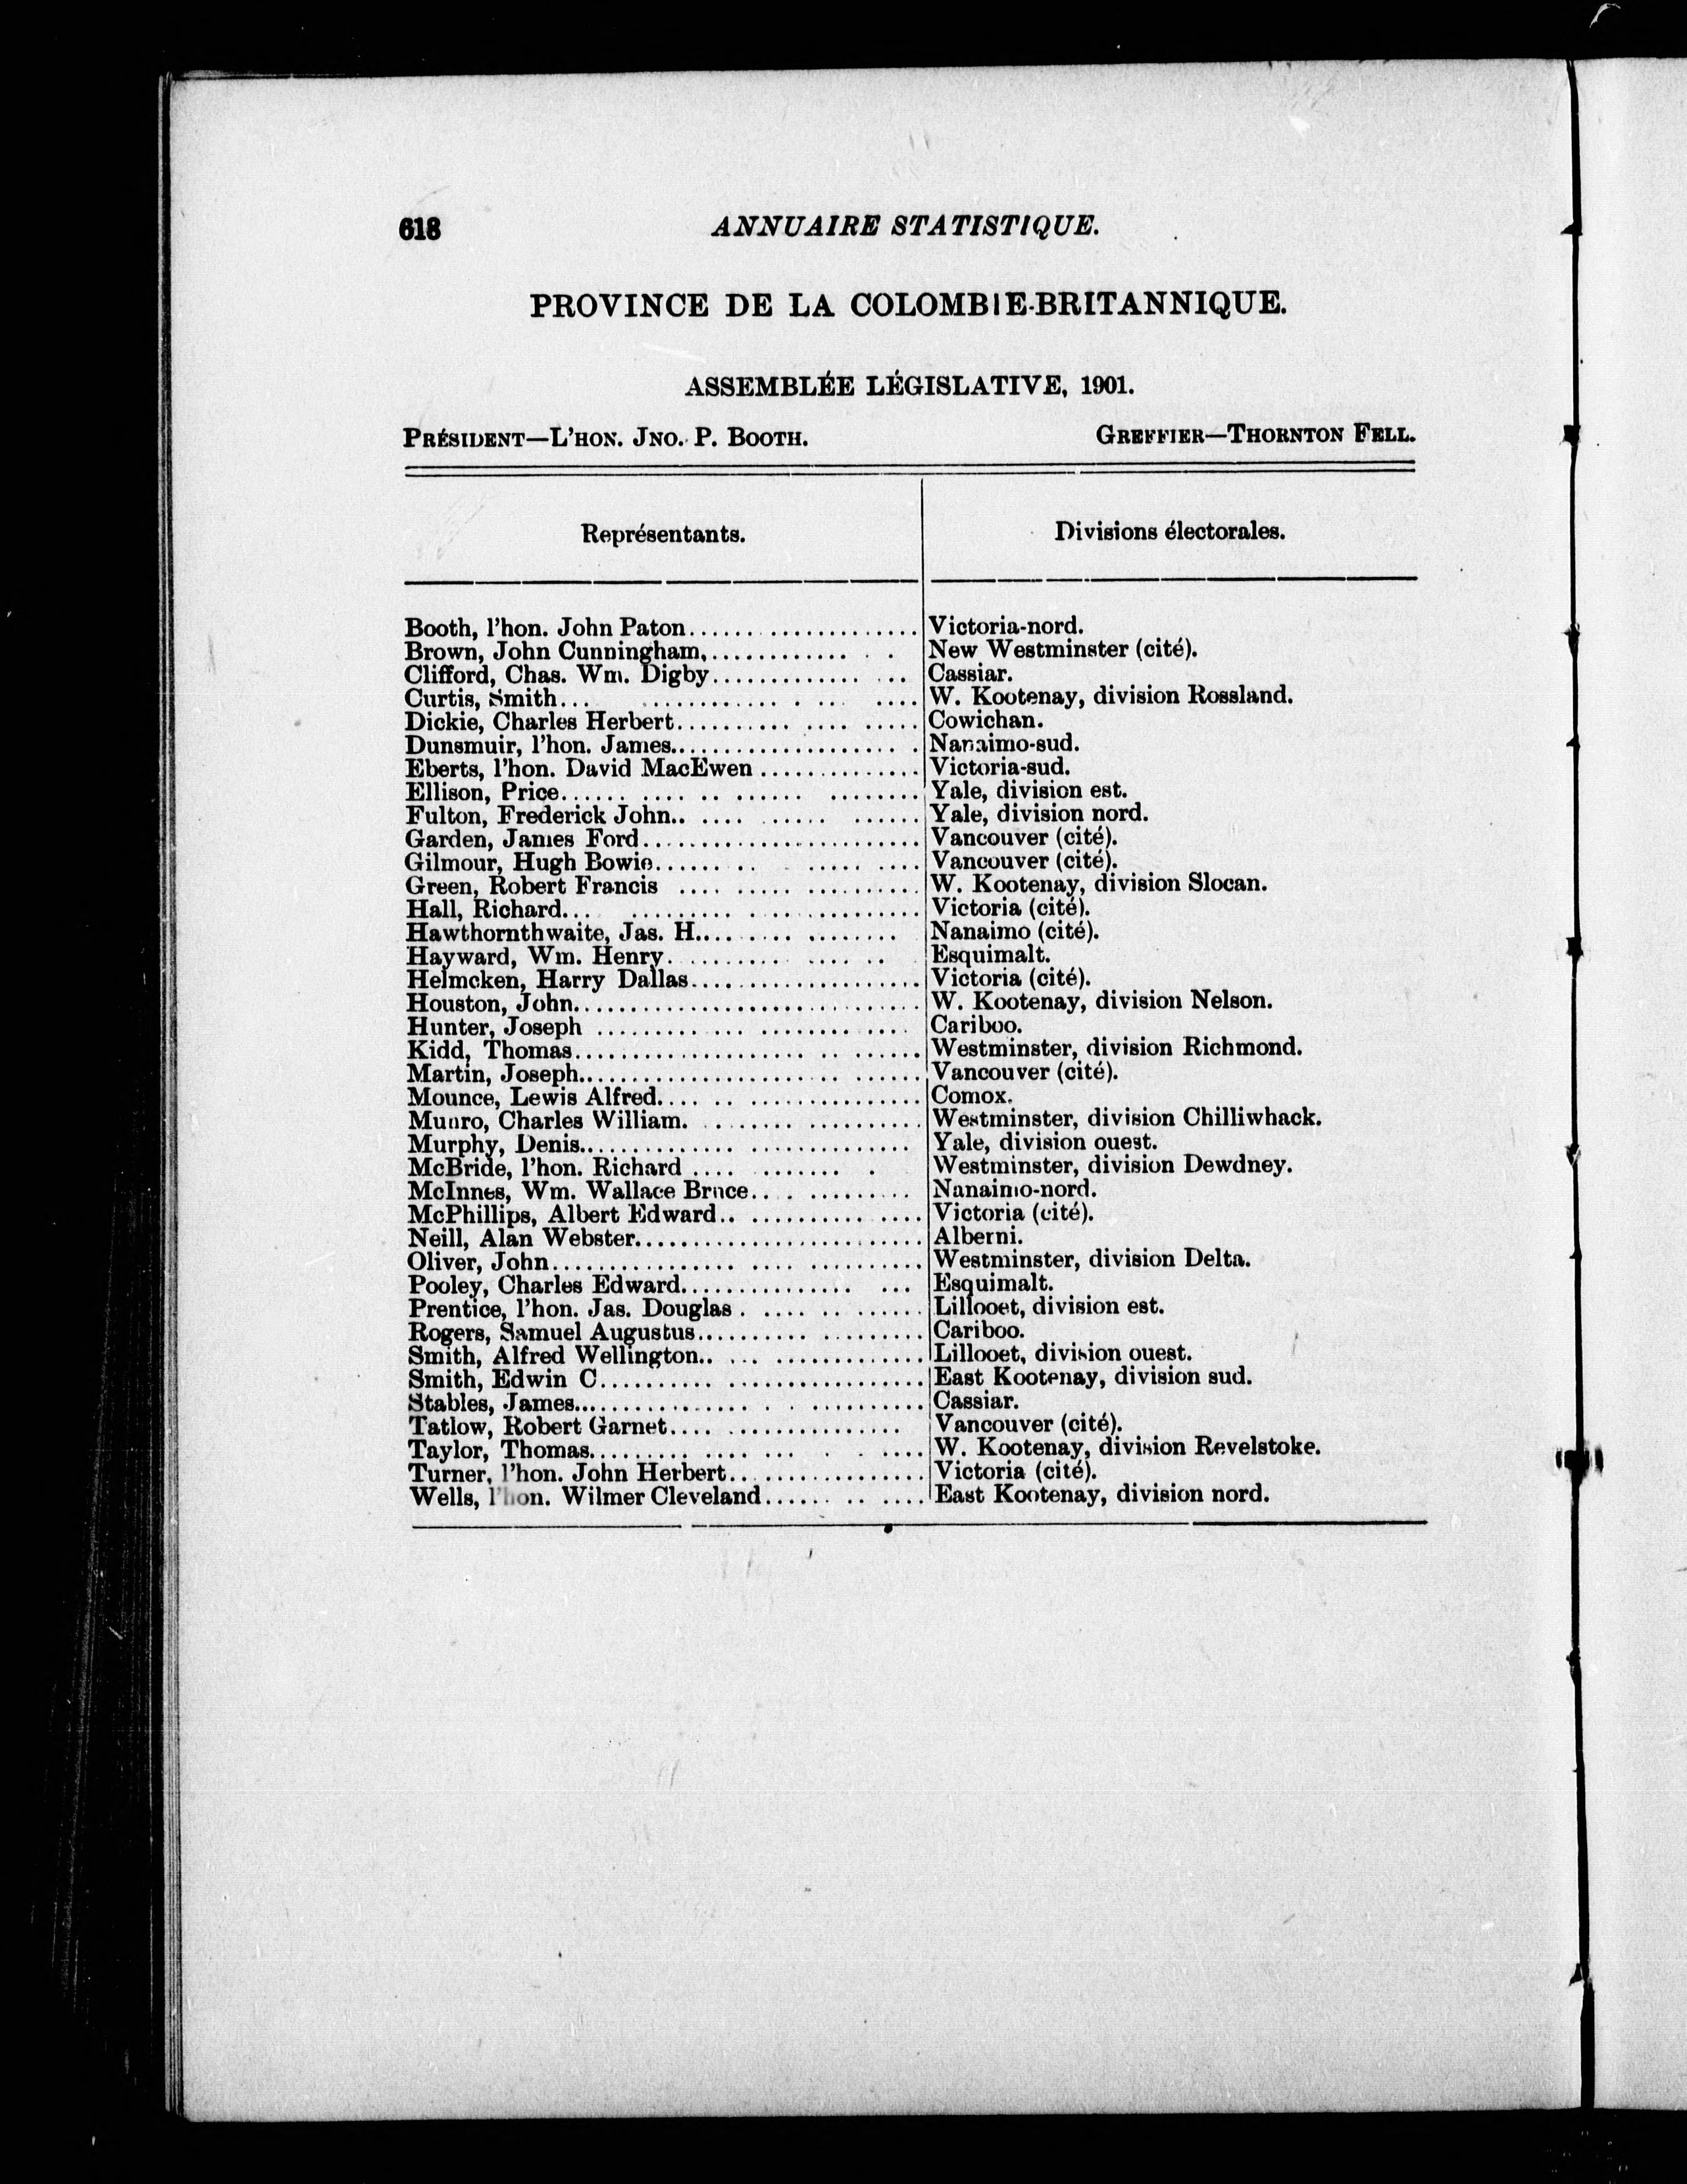 618 ANNUAIRE STATISTIQUE.
PROVINCE DE LA COLOMBIE-BRITANNIQUE.
ASSEMBLÉE LÉGISLATIVE, 1901.
PRÉSIDENT—L'HON. JNO. P. BOOTH. GREFFIER—THORNTON FELL.
Représentants. Divisions électorales.
Booth, l'hon. John Paton.................... Victoria-nord.
Brown, John Cunningham,............. . . New Westminster (cité).
Clifford, Chas. Wm. Digby............. ... Cassiar.
Curtis, Smith... .............. . ... .... W. Kootenay, division Rossland.
Dickie, Charles Herbert.......... .... ..... Cowichan.
Dunsmuir, l'hon. James..................... . Nanaimo-sud.
Eberts, l'hon. David MacEwen .............. Victoria-sud.
Ellison, Price...... .... .. ...... ........ Yale, division est.
Fulton, Frederick John.. .... ...... ...... Yale, division nord.
Garden, James Ford........................ Vancouver (cité).
Gilmour, Hugh Bowie...... .. ..... .... Vancouver (cité).
Green, Robert Francis .... ...... .......... W. Kootenay, division Slocan.
Hall, Richard... ......... ............... Victoria (cité).
Hawthornthwaite, Jas. H..... .... ........ Nanaimo (cité).
Hayward, Wm. Henry. ......... .... .. Esquimalt.
Helmcken, Harry Dallas.................... Victoria (cité).
Houston, John.............................. W. Kootenay, division Nelson.
Hunter, Joseph .......... ... ......... ... Cariboo.
Kidd, Thomas.................... .. ...... Westminster, division Richmond.
Martin, Joseph....................... ...... Vancouver (cité).
Mounce, Lewis Alfred.... .. ............... Comox.
Munro, Charles William. ........ .......... Westminster, division Chilliwhack.
Murphy, Denis............... .............. Yale, division ouest.
McBride, l'hon. Richard .... ....... . Westminster, division Dewdney.
McInnes, Wm. Wallace Bruce.. . ......... Nanaimo-nord.
McPhillips, Albert Edward.. .......... .... Victoria (cité).
Neill, Alan Webster......................... Alberni.
Oliver, John................ .... .......... Westminster, division Delta.
Pooley, Charles Edward............... ... Esquimalt.
Prentice, l'hon. Jas. Douglas . .... .. ...... Lillooet, division est.
Rogers, Samuel Augustus.......... ......... Cariboo.
Smith, Alfred Wellington.. ... ............. Lillooet, division ouest.
Smith, Edwin C.......... ................. East Kootenay, division sud.
Stables, James............... . . .......... Cassiar.
Tatlow, Robert Garnet.... ............... Vancouver (cité).
Taylor, Thomas......... .... ... . .... W. Kootenay, division Revelstoke.
Turner, l'hon. John Herbert.. .............. Victoria (cité).
Wells, l'hon. Wilmer Cleveland...... .. .... East Kootenay, division nord.